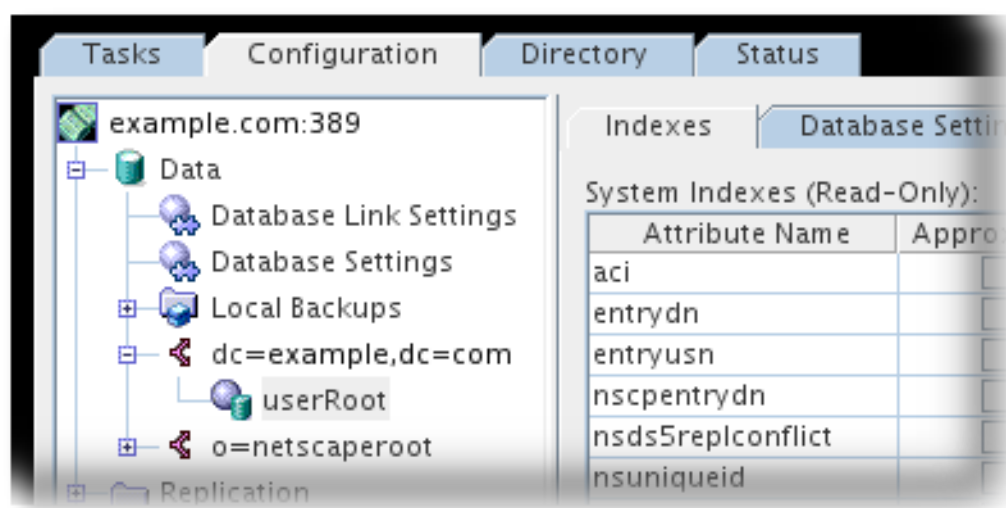 Tasks Configuration Directory Status
example.com:389
Data
Database Link Settings
Database Settings
Local Backups
dc=example,dc=com
userRoot
o=netscaperoot
Replication
Indexes Database
System Indexes (Read-Only):
Attribute Name
aci
entrydn
entryusn
nscpentrydn
nsds5replconflict
nsuniqueid